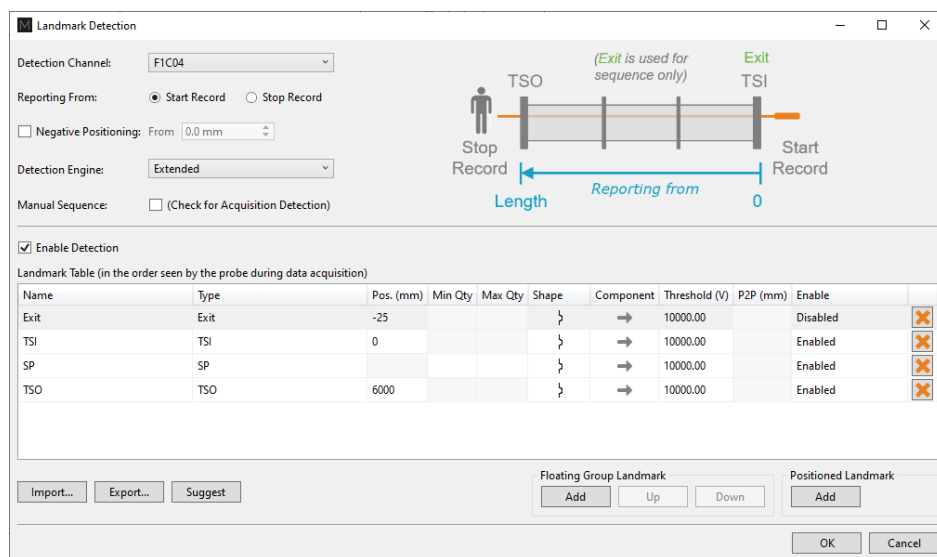 Landmark Detection
Detection Channel: F1C04
Reporting From: Start Record Stop Record
Negative Positioning: From 0.0 mm
Detection Engine: Extended
Manual Sequence: (Check for Acquisition Detection)
(Exit is used for
sequence only)
Exit
TSO
TSI
Stop
Record
Start
Record
Reporting from
Length
0
Enable Detection
Landmark Table (in the order seen by the probe during data acquisition)
Name Type Pos. (mm) Min Qty Max Qty Shape Component Threshold (V) P2P (mm) Enable
Exit Exit -25 10000.00 Disabled
TSI TSI 0 10000.00 Enabled
SP SP 10000.00 Enabled
TSO TSO 6000 10000.00 Enabled
Floating Group Landmark Positioned Landmark
Import... Export... Suggest Add Up Down Add
OK Cancel